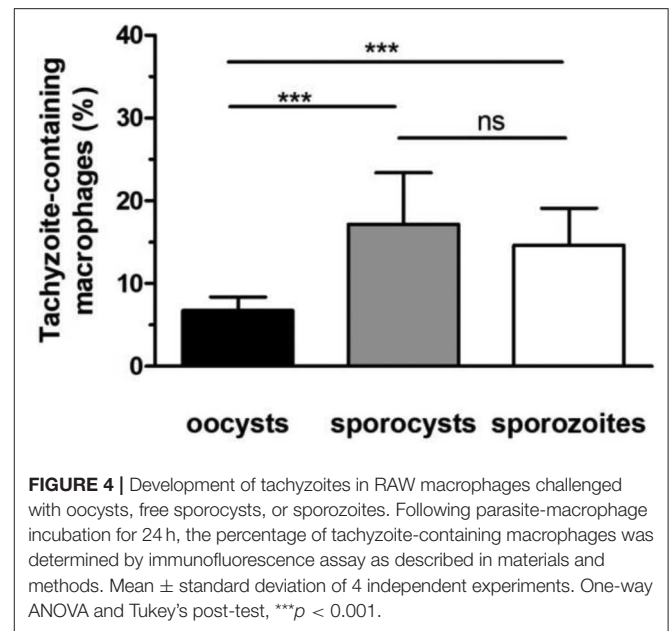 40
30
20
10
0
Tachyzoite-containing
macrophages (%)
***
***
ns
oocysts sporocysts sporozoites
FIGURE 4 | Development of tachyzoites in RAW macrophages challenged
with oocysts, free sporocysts, or sporozoites. Following parasite-macrophage
incubation for 24 h, the percentage of tachyzoite-containing macrophages was
determined by immunofluorescence assay as described in materials and
methods. Mean ± standard deviation of 4 independent experiments. One-way
ANOVA and Tukey's post-test, ***p < 0.001.